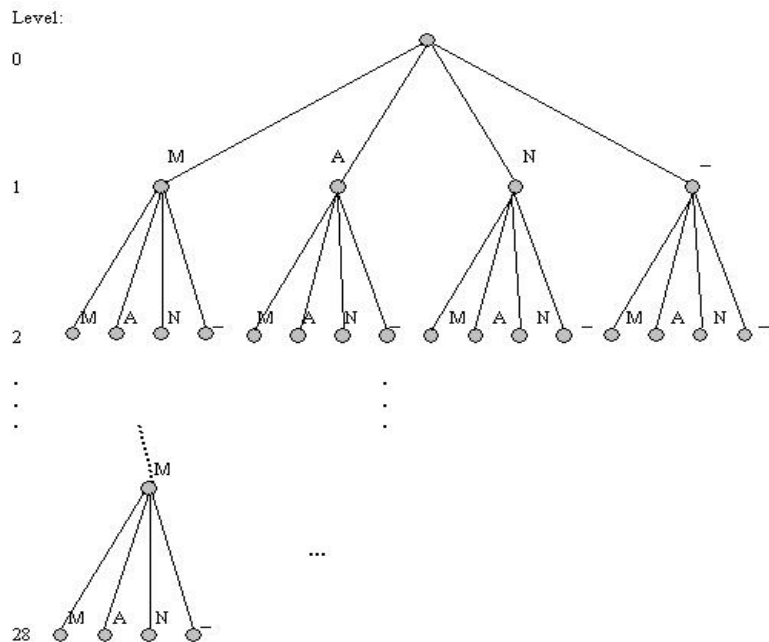 Level:
0
M A N _
1
M A N _ M A N _ M A N _ M A N _
2
.
.
.
.
.
.
M
...
M A N _
28